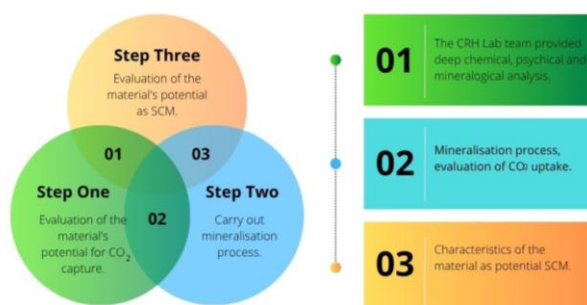 Step Three
Evaluation of the
material's potential
as SCM.
01
03
Step One
Evaluation of the
material's
potential for CO2
capture.
02
Step Two
Carry out
mineralisation
process.
01
The CRH Lab team provided
deep chemical, psychical and
mineralogical analysis.
02
Mineralisation process,
evaluation of CO2 uptake.
03
Characteristics of the
material as potential SCM.